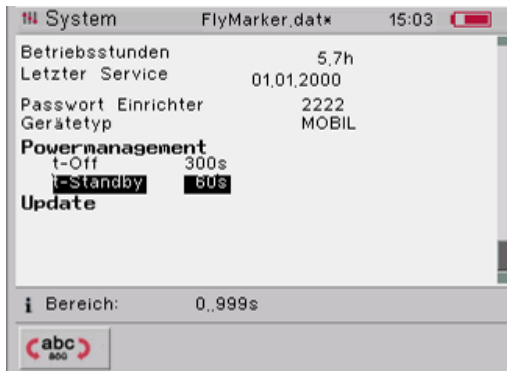 System FlyMarker.dat* 15:03
Betriebsstunden 5.7h
Letzter Service 01.01.2000
Passwort Einrichter 2222
Gerätetyp MOBIL
Powermanagement
t-Off 300s
t-Standby 60s
Update
i Bereich: 0..999s
abc